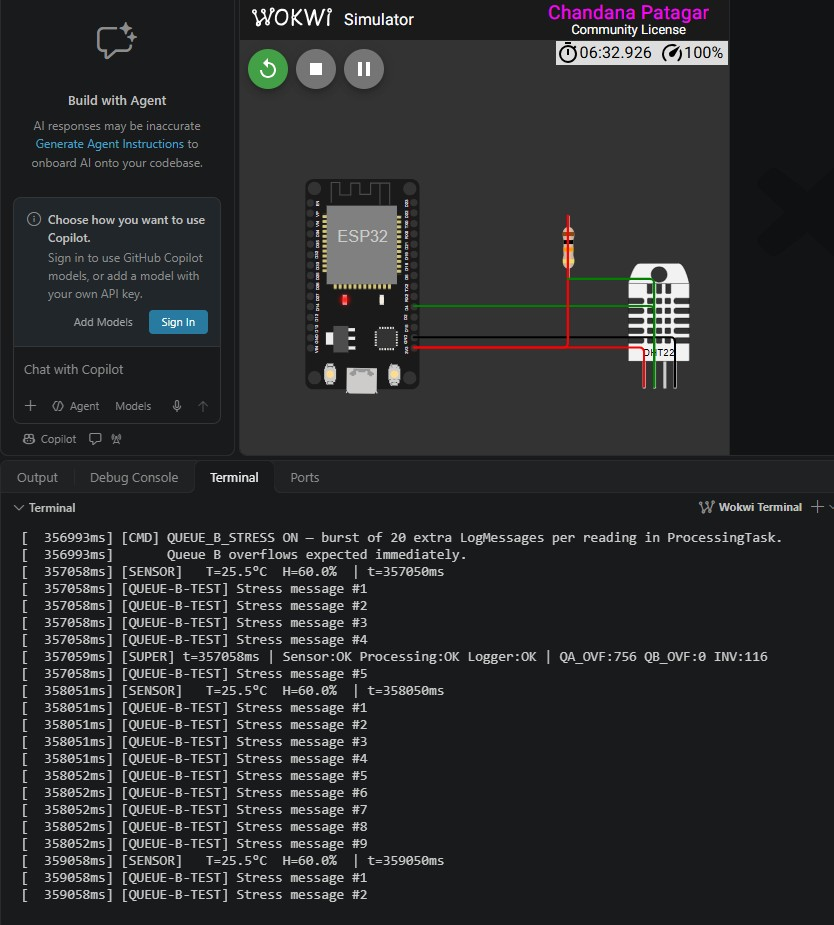 WOKWi Simulator
Chandana Patagar
Community License
06:32.926 100%
Build with Agent
AI responses may be inaccurate
Generate Agent Instructions to
onboard AI onto your codebase.
Choose how you want to use
Copilot.
Sign in to use GitHub Copilot
models, or add a model with
your own API key.
Add Models Sign In
Chat with Copilot
Agent Models
Copilot
ESP32
DHT22
Output Debug Console Terminal Ports
Terminal Wokwi Terminal
[  356993ms] [CMD] QUEUE_B_STRESS ON — burst of 20 extra LogMessages per reading in ProcessingTask.
[  356993ms]       Queue B overflows expected immediately.
[  357058ms] [SENSOR]   T=25.5°C  H=60.0%  | t=357050ms
[  357058ms] [QUEUE-B-TEST] Stress message #1
[  357058ms] [QUEUE-B-TEST] Stress message #2
[  357058ms] [QUEUE-B-TEST] Stress message #3
[  357058ms] [QUEUE-B-TEST] Stress message #4
[  357059ms] [SUPER] t=357058ms | Sensor:OK Processing:OK Logger:OK | QA_OVF:756 QB_OVF:0 INV:116
[  357058ms] [QUEUE-B-TEST] Stress message #5
[  358051ms] [SENSOR]   T=25.5°C  H=60.0%  | t=358050ms
[  358051ms] [QUEUE-B-TEST] Stress message #1
[  358051ms] [QUEUE-B-TEST] Stress message #2
[  358051ms] [QUEUE-B-TEST] Stress message #3
[  358051ms] [QUEUE-B-TEST] Stress message #4
[  358052ms] [QUEUE-B-TEST] Stress message #5
[  358052ms] [QUEUE-B-TEST] Stress message #6
[  358052ms] [QUEUE-B-TEST] Stress message #7
[  358052ms] [QUEUE-B-TEST] Stress message #8
[  358052ms] [QUEUE-B-TEST] Stress message #9
[  359058ms] [SENSOR]   T=25.5°C  H=60.0%  | t=359050ms
[  359058ms] [QUEUE-B-TEST] Stress message #1
[  359058ms] [QUEUE-B-TEST] Stress message #2